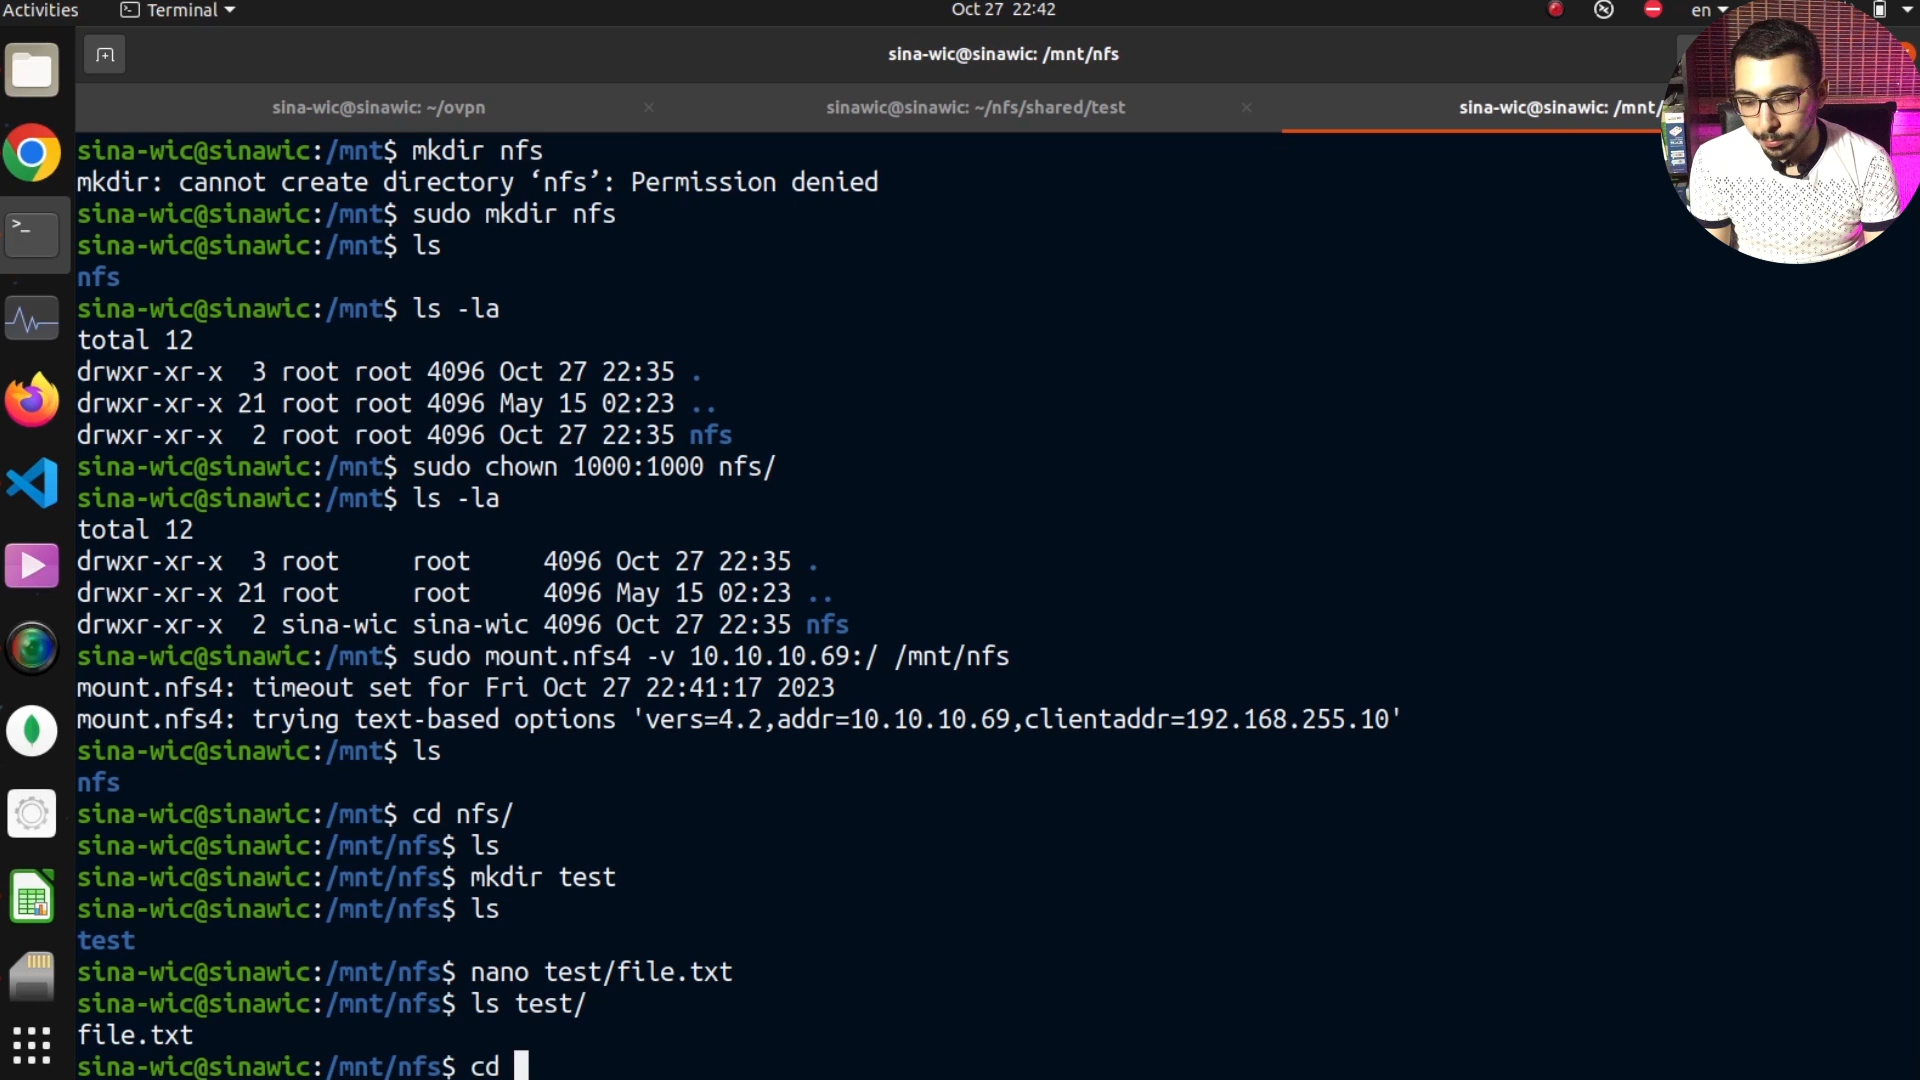 Activities
Terminal
Oct 27 22:42
en
sina-wic@sinawic: /mnt/nfs
sina-wic@sinawic: ~/ovpn
sinawic@sinawic: ~/nfs/shared/test
sina-wic@sinawic: /mnt/
sina-wic@sinawic:/mnt$ mkdir nfs
mkdir: cannot create directory ‘nfs’: Permission denied
sina-wic@sinawic:/mnt$ sudo mkdir nfs
sina-wic@sinawic:/mnt$ ls
nfs
sina-wic@sinawic:/mnt$ ls -la
total 12
drwxr-xr-x  3 root root 4096 Oct 27 22:35 .
drwxr-xr-x 21 root root 4096 May 15 02:23 ..
drwxr-xr-x  2 root root 4096 Oct 27 22:35 nfs
sina-wic@sinawic:/mnt$ sudo chown 1000:1000 nfs/
sina-wic@sinawic:/mnt$ ls -la
total 12
drwxr-xr-x  3 root     root     4096 Oct 27 22:35 .
drwxr-xr-x 21 root     root     4096 May 15 02:23 ..
drwxr-xr-x  2 sina-wic sina-wic 4096 Oct 27 22:35 nfs
sina-wic@sinawic:/mnt$ sudo mount.nfs4 -v 10.10.10.69:/ /mnt/nfs
mount.nfs4: timeout set for Fri Oct 27 22:41:17 2023
mount.nfs4: trying text-based options 'vers=4.2,addr=10.10.10.69,clientaddr=192.168.255.10'
sina-wic@sinawic:/mnt$ ls
nfs
sina-wic@sinawic:/mnt$ cd nfs/
sina-wic@sinawic:/mnt/nfs$ ls
sina-wic@sinawic:/mnt/nfs$ mkdir test
sina-wic@sinawic:/mnt/nfs$ ls
test
sina-wic@sinawic:/mnt/nfs$ nano test/file.txt
sina-wic@sinawic:/mnt/nfs$ ls test/
file.txt
sina-wic@sinawic:/mnt/nfs$ cd